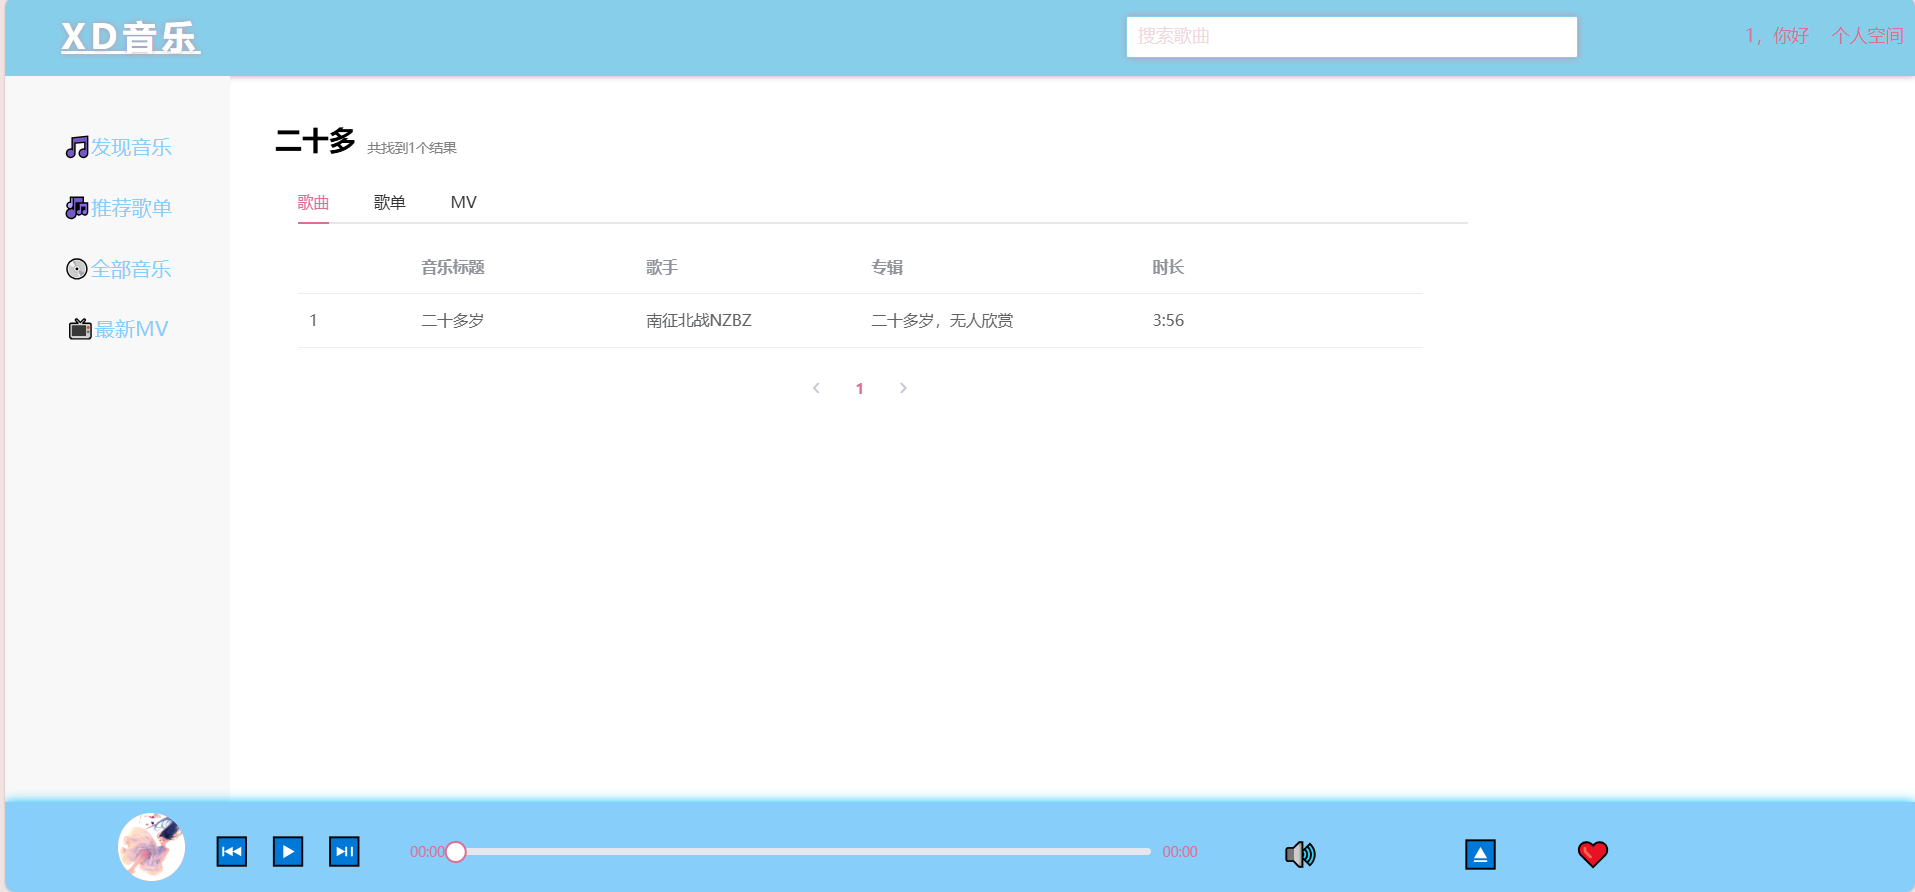 XD音乐
搜索歌曲
1，你好 个人空间
发现音乐
推荐歌单
全部音乐
最新MV
二十多 共找到1个结果
歌曲 歌单 MV
音乐标题 歌手 专辑 时长
1 二十多岁 南征北战NZBZ 二十多岁，无人欣赏 3:56
1
00:00 00:00